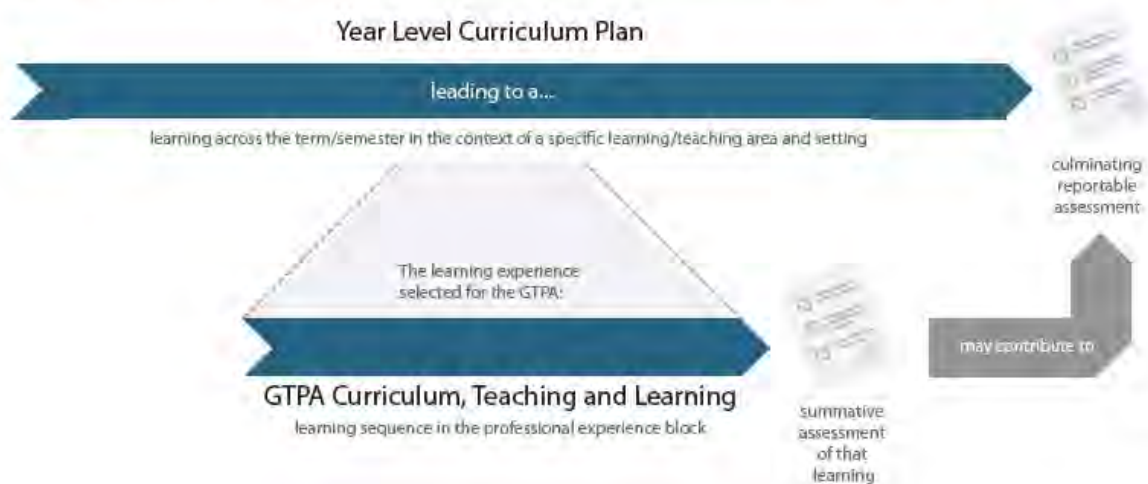 Year Level Curriculum Plan
leading to a...
learning across the term/semester in the context of a specific learning/teaching area and setting
culminating
reportable
assessment
The learning experience
selected for the GTPA:
may contribute to
GTPA Curriculum, Teaching and Learning
learning sequence in the professional experience block
summative
assessment
of that
learning